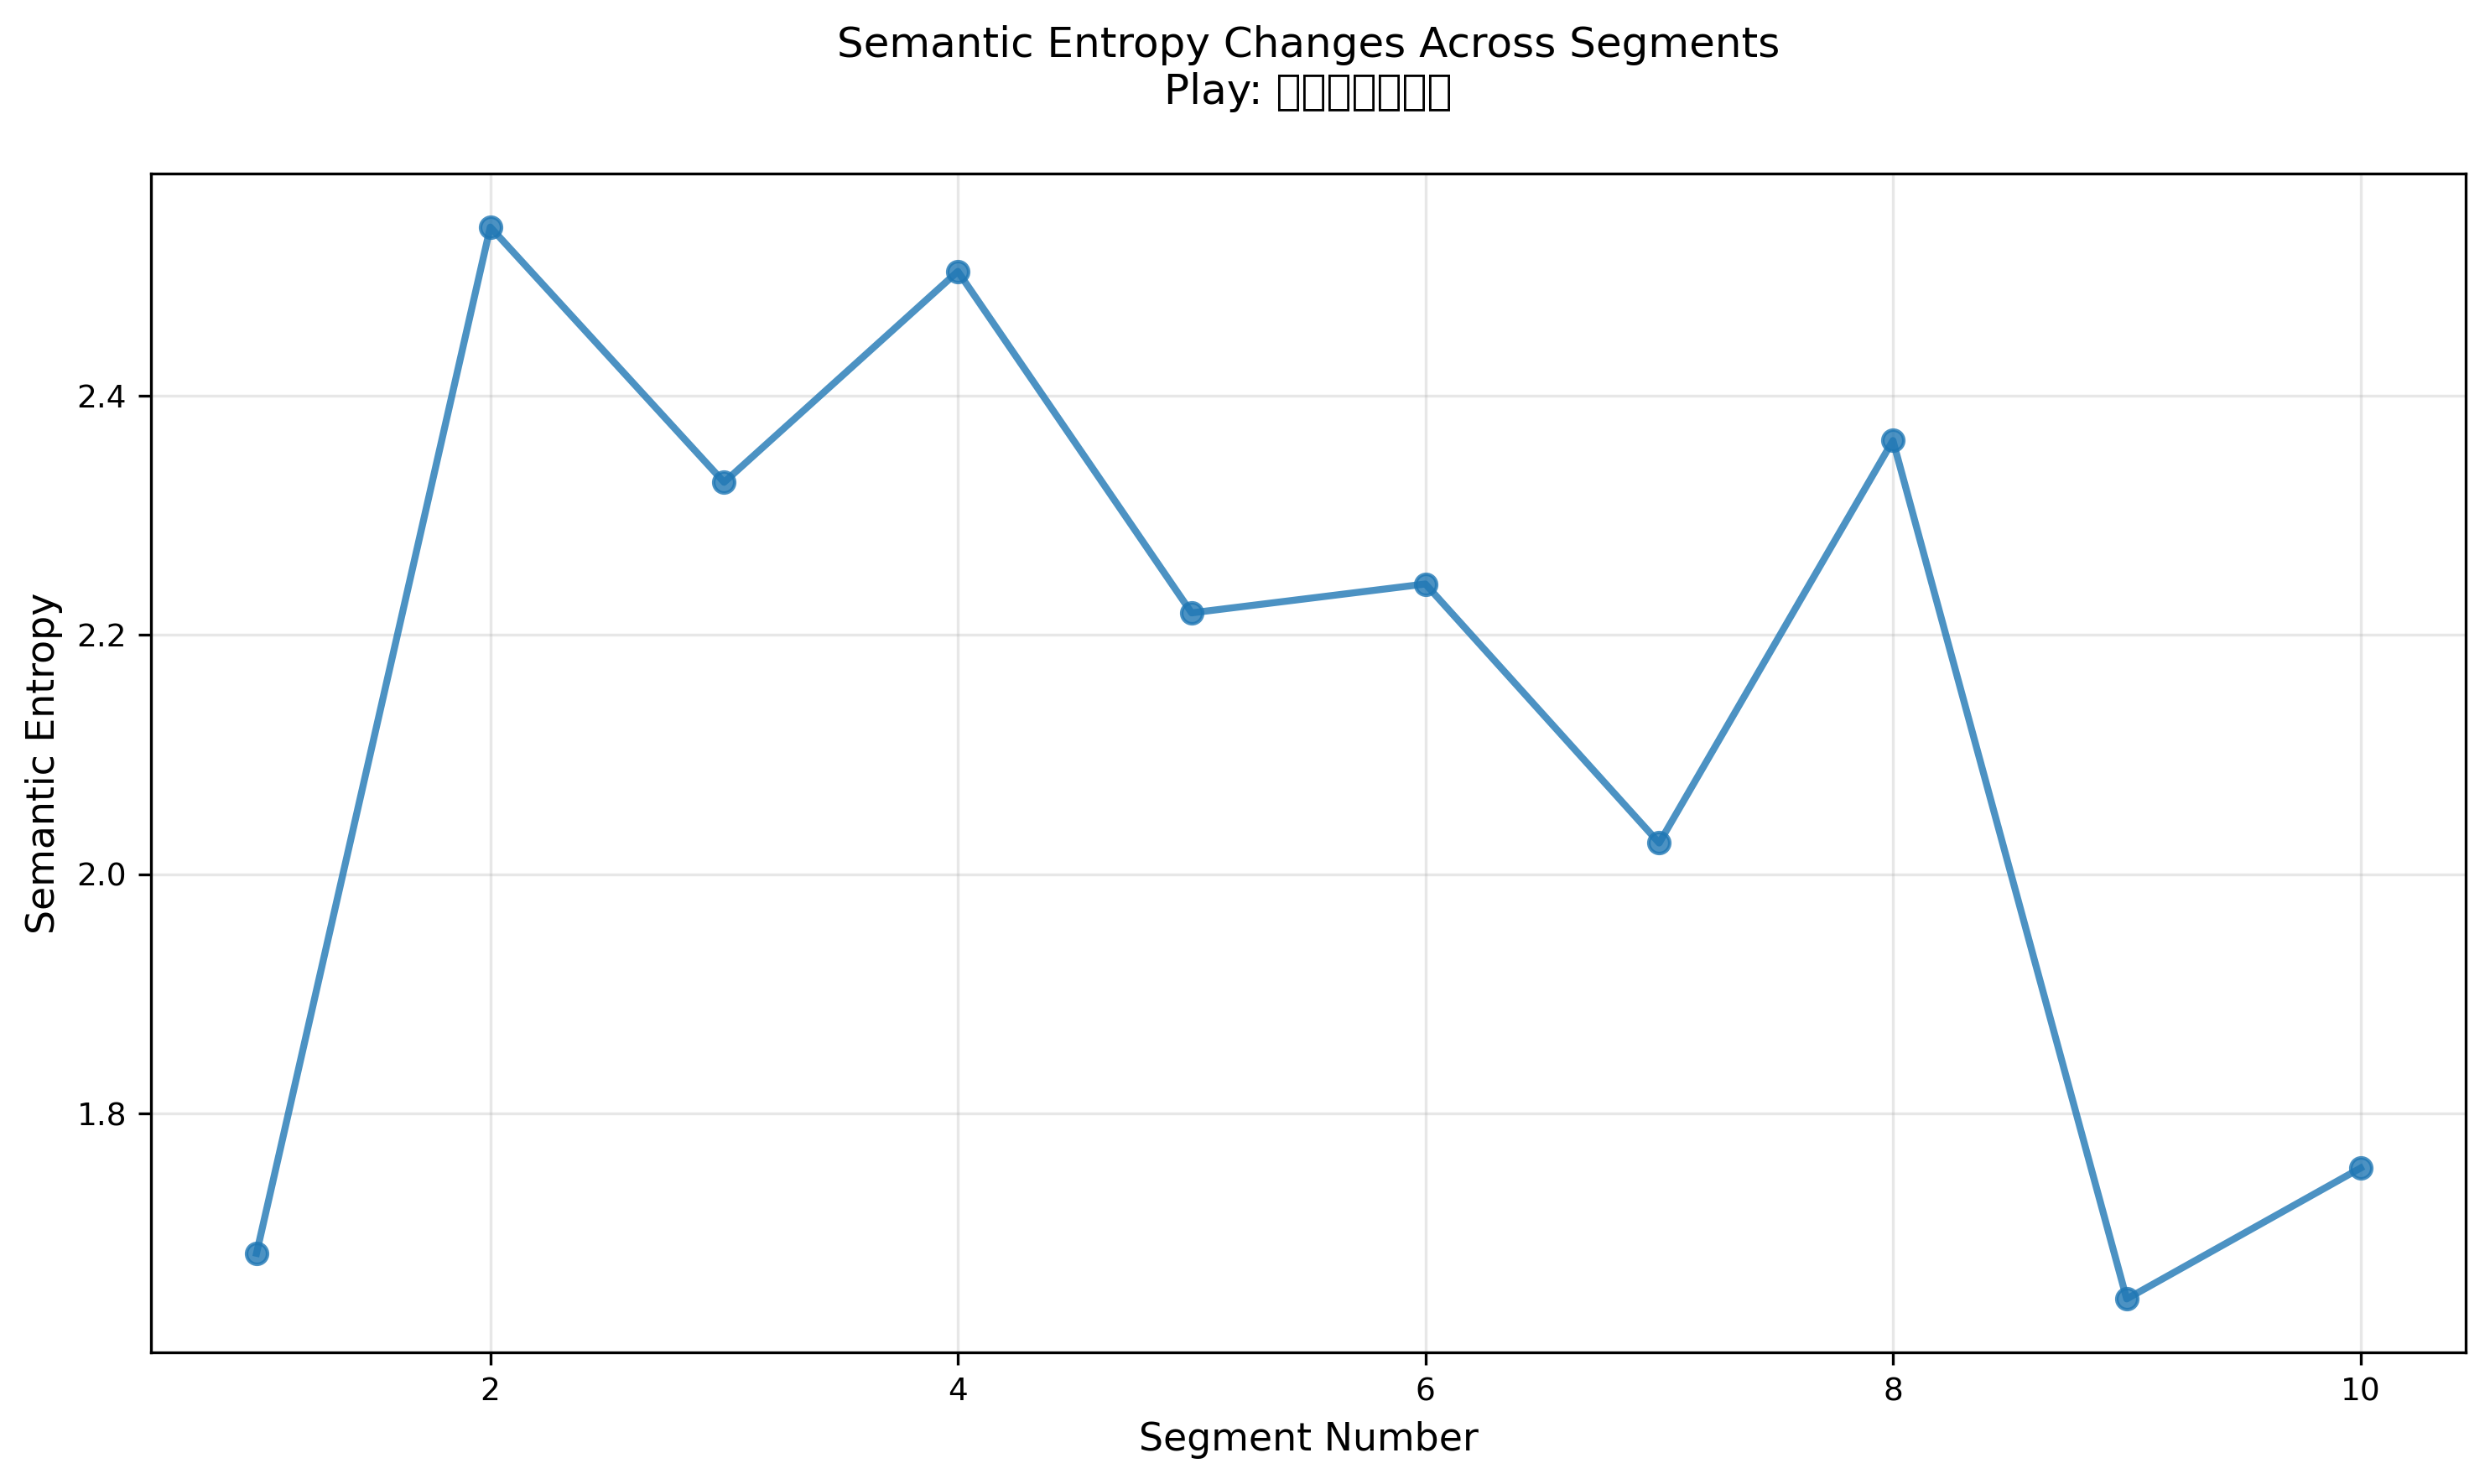 Semantic Entropy Changes Across Segments
Play:
2.4
2.2
2.0
1.8
Semantic Entropy
2
4
6
8
10
Segment Number